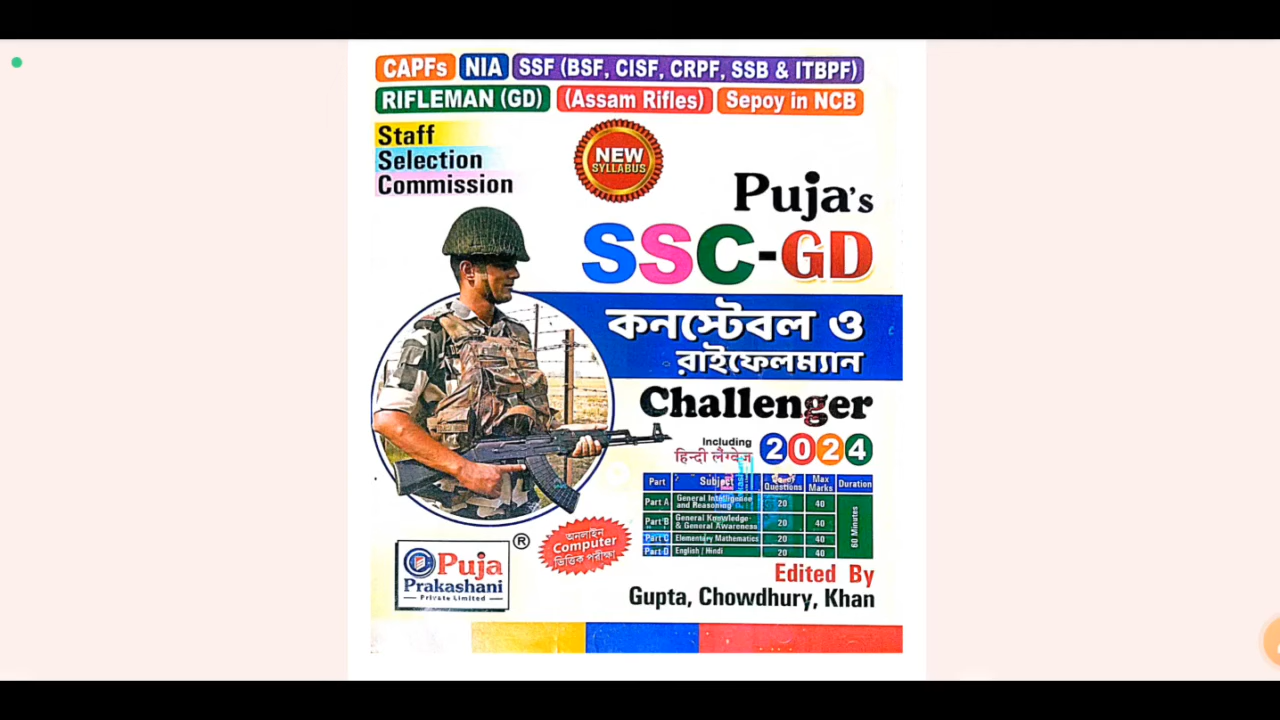 CAPFs NIA SSF (BSF, CISF, CRPF, SSB & ITBPF)
RIFLEMAN (GD) (Assam Rifles) Sepoy in NCB
Staff
Selection
Commission
NEW
SYLLABUS
Puja's
SSC-GD
কনস্টেবল ও
রাইফেলম্যান
Challenger
Including
हिन्दी लैंग्वेज
2024
Part Subject Questions Max Marks Duration
Part A General Intelligence and Reasoning 20 40
Part B General Knowledge & General Awareness 20 40
Part C Elementary Mathematics 20 40
Part D English / Hindi 20 40
60 Minutes
অনলাইন
Computer
ভিত্তিক পরীক্ষা
Puja
Prakashani
Private Limited
®
Edited By
Gupta, Chowdhury, Khan